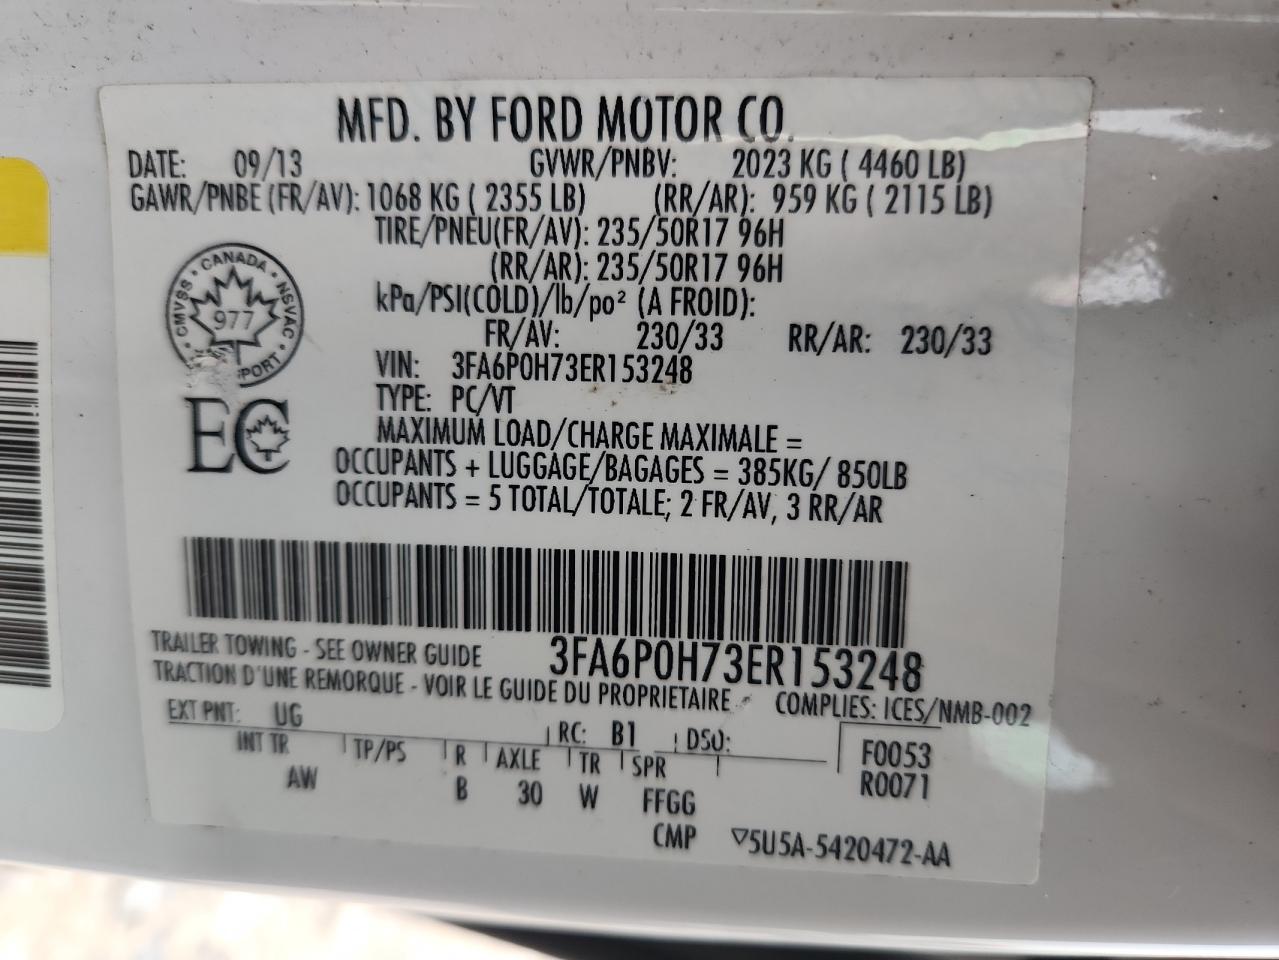 MFD. BY FORD MOTOR CO.
DATE: 09/13 GVWR/PNBV: 2023 KG ( 4460 LB)
GAWR/PNBE (FR/AV): 1068 KG ( 2355 LB) (RR/AR): 959 KG ( 2115 LB)
TIRE/PNEU(FR/AV): 235/50R17 96H
(RR/AR): 235/50R17 96H
kPa/PSI(COLD)/lb/po² (A FROID):
FR/AV: 230/33 RR/AR: 230/33
CANADA
CMVSS • NSVAC
977
PORT
VIN: 3FA6P0H73ER153248
TYPE: PC/VT
EC
MAXIMUM LOAD/CHARGE MAXIMALE =
OCCUPANTS + LUGGAGE/BAGAGES = 385KG/ 850LB
OCCUPANTS = 5 TOTAL/TOTALE; 2 FR/AV, 3 RR/AR
TRAILER TOWING - SEE OWNER GUIDE 3FA6P0H73ER153248
TRACTION D'UNE REMORQUE - VOIR LE GUIDE DU PROPRIETAIRE COMPLIES: ICES/NMB-002
EXT PNT: UG RC: B1 DSO: F0053
INT TR TP/PS R AXLE TR SPR R0071
AW B 30 W FFGG
CMP ▽5U5A-5420472-AA